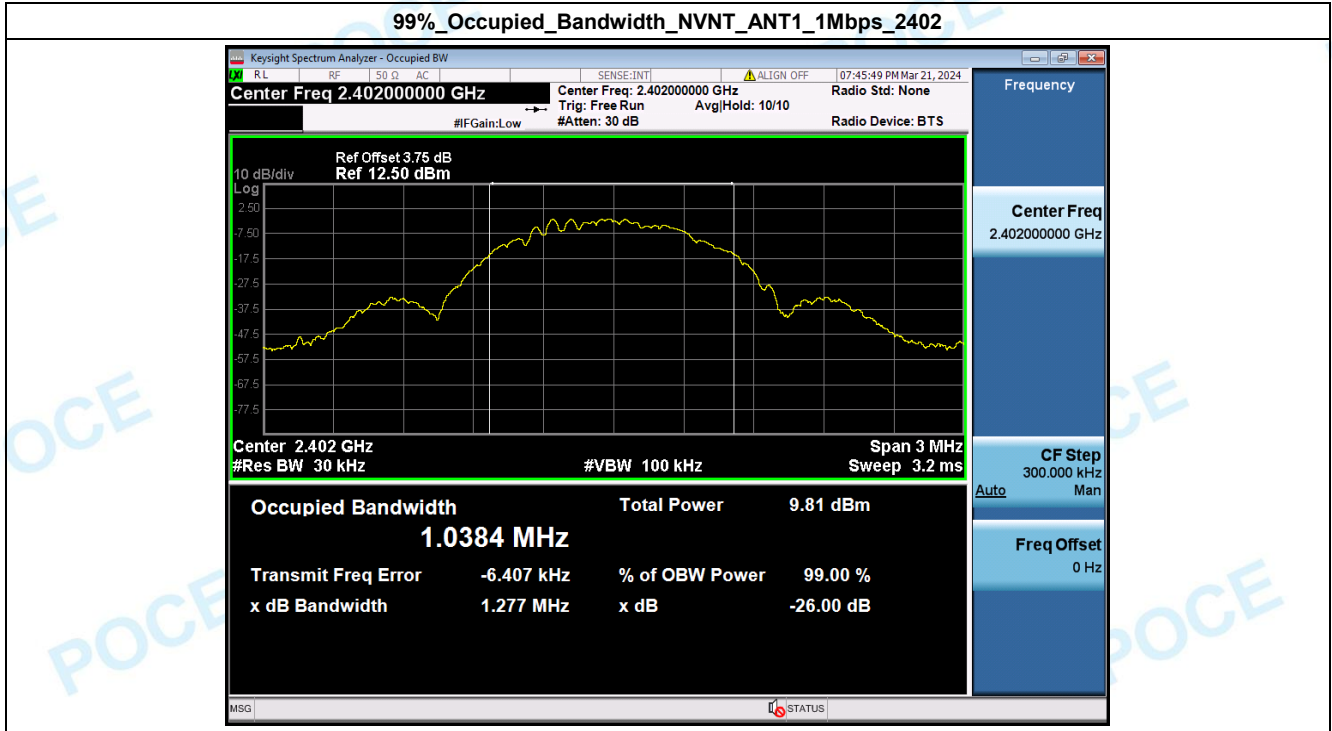 99%_Occupied_Bandwidth_NVNT_ANT1_1Mbps_2402
Keysight Spectrum Analyzer - Occupied BW
LXI RL RF 50 Ω AC SENSE:INT ALIGN OFF 07:45:49 PM Mar 21, 2024
Center Freq 2.402000000 GHz
Center Freq: 2.402000000 GHz Radio Std: None
Trig: Free Run Avg|Hold: 10/10
#IFGain:Low #Atten: 30 dB Radio Device: BTS
Ref Offset 3.75 dB
10 dB/div Ref 12.50 dBm
Log
2.50
-7.50
-17.5
-27.5
-37.5
-47.5
-57.5
-67.5
-77.5
Center 2.402 GHz Span 3 MHz
#Res BW 30 kHz #VBW 100 kHz Sweep 3.2 ms
Occupied Bandwidth Total Power 9.81 dBm
1.0384 MHz
Transmit Freq Error -6.407 kHz % of OBW Power 99.00 %
x dB Bandwidth 1.277 MHz x dB -26.00 dB
MSG STATUS
Frequency
Center Freq
2.402000000 GHz
CF Step
300.000 kHz
Auto Man
Freq Offset
0 Hz
POCE
POCE
POCE